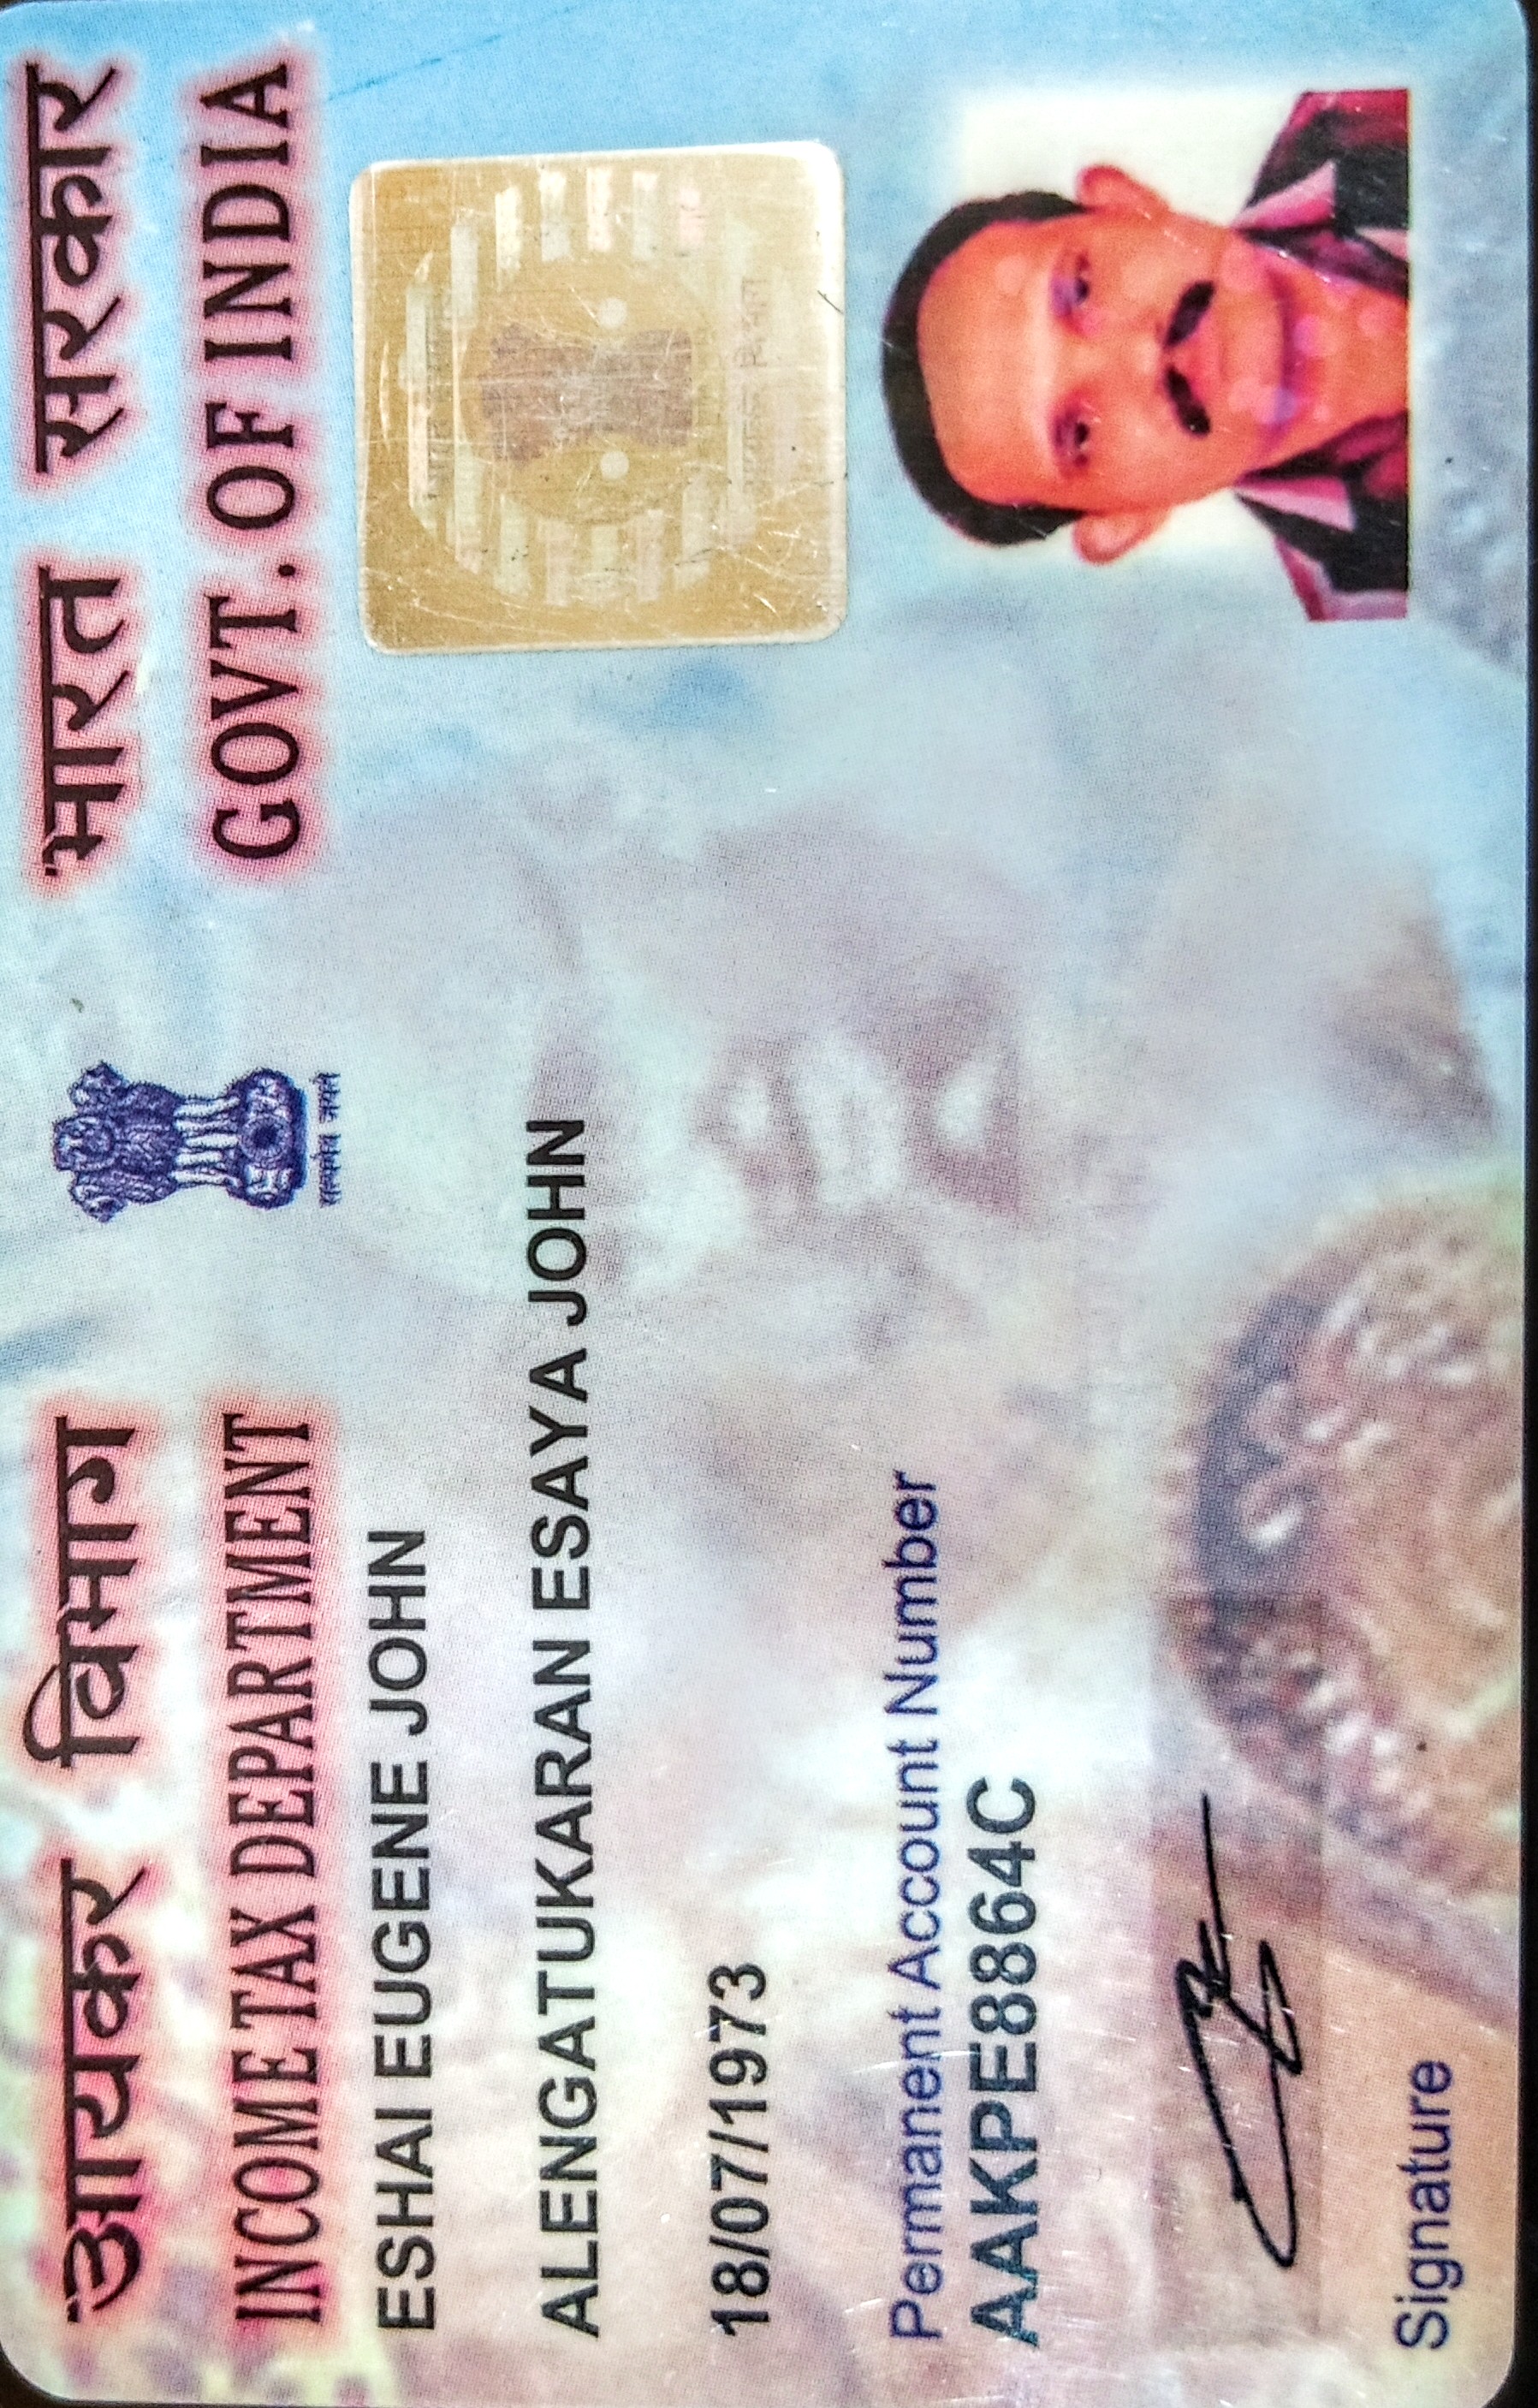 आयकर विभाग
INCOME TAX DEPARTMENT
सत्यमेव जयते
भारत सरकार
GOVT. OF INDIA
ESHAI EUGENE JOHN
ALENGATUKARAN ESAYA JOHN
18/07/1973
Permanent Account Number
AAKPE8864C
Signature